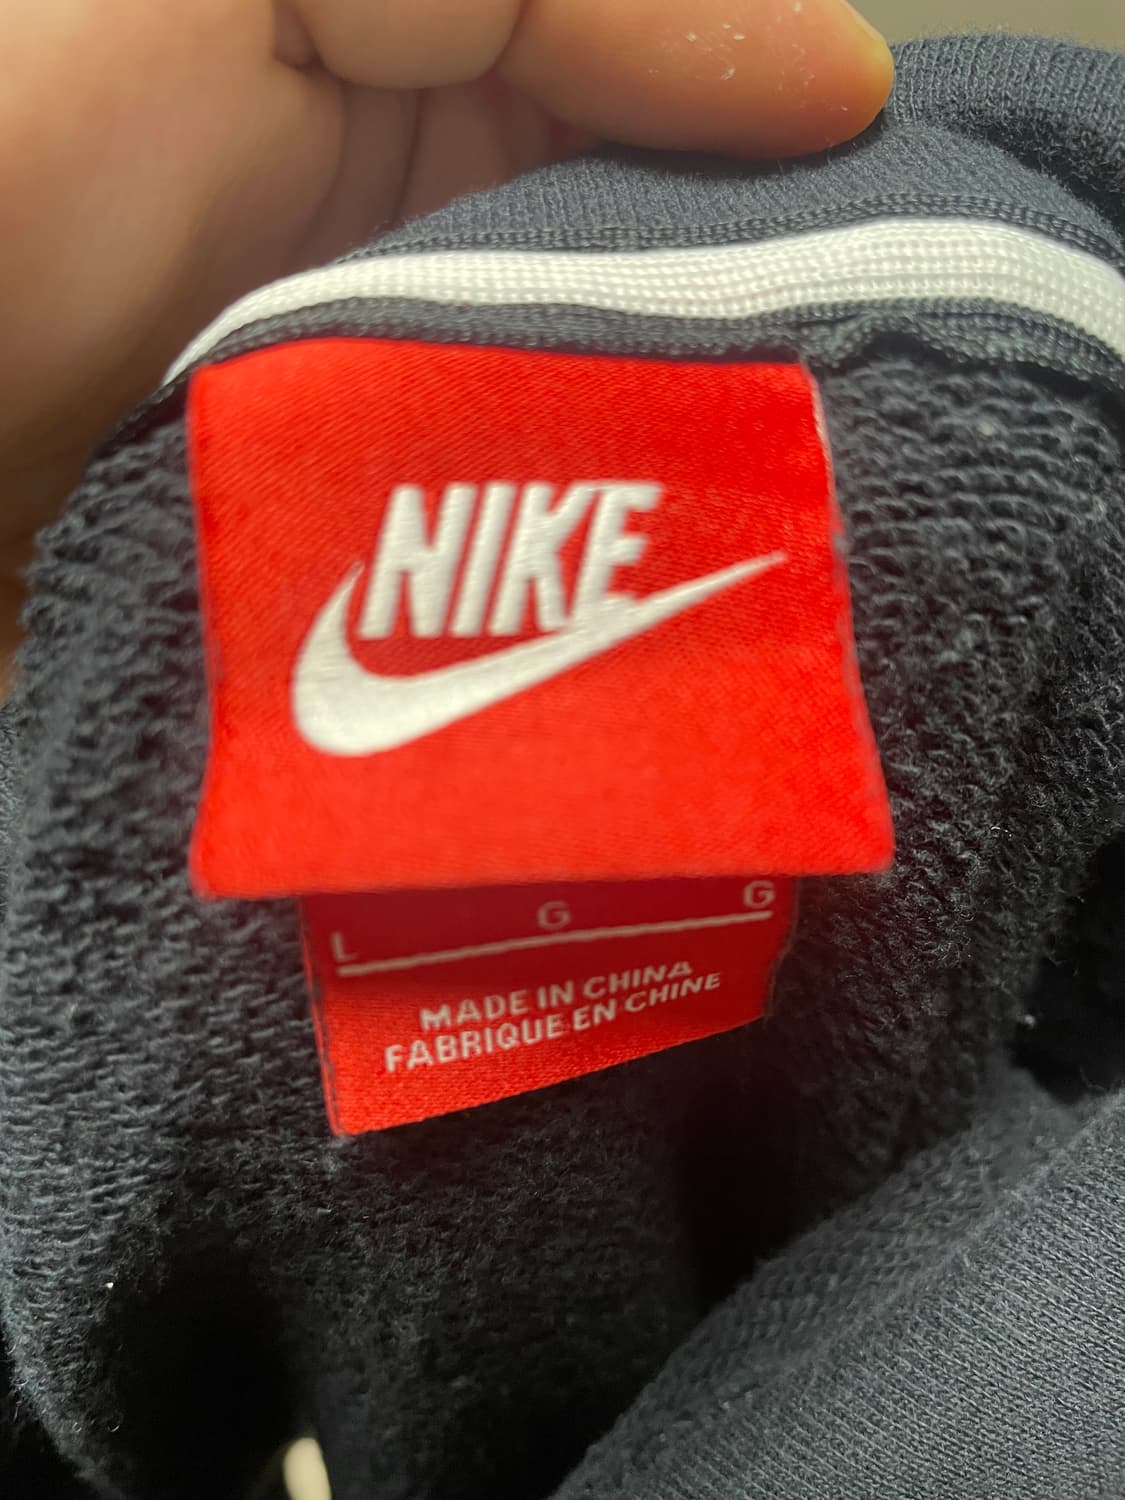 NIKE
L G G
MADE IN CHINA
FABRIQUE EN CHINE